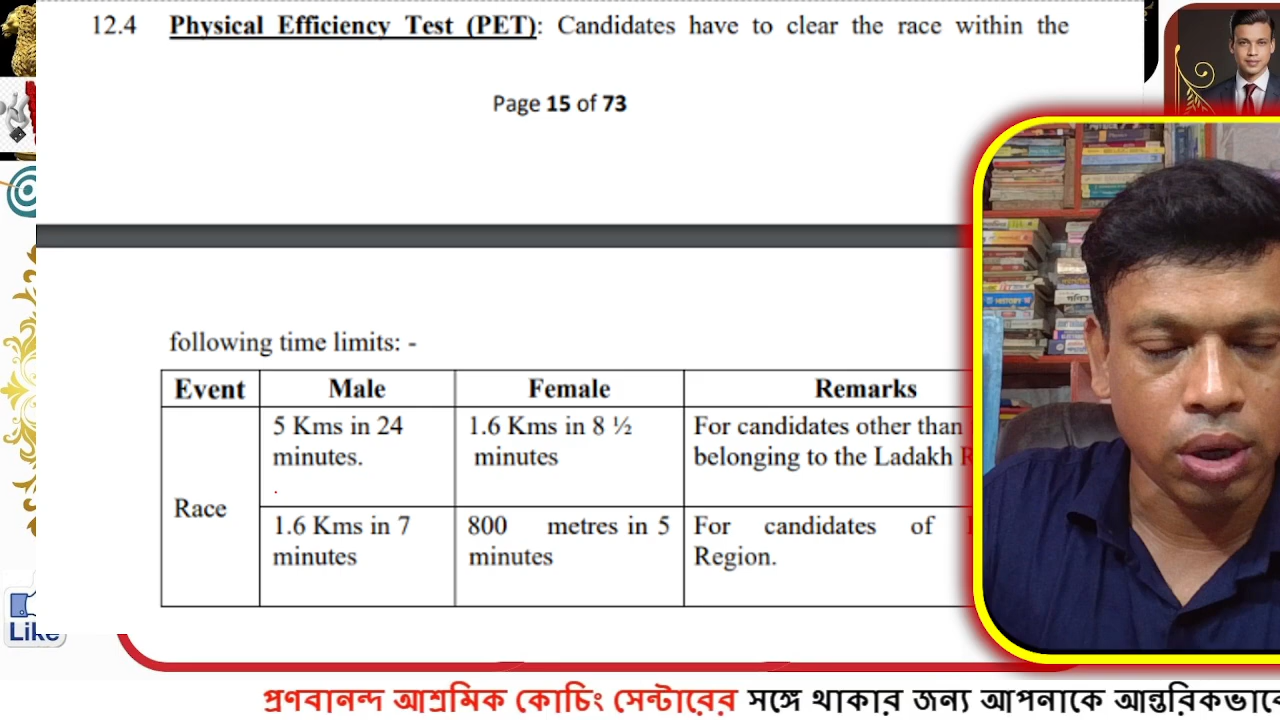 12.4 Physical Efficiency Test (PET): Candidates have to clear the race within the
Page 15 of 73
following time limits: -
Event Male Female Remarks
Race
5 Kms in 24 minutes.
1.6 Kms in 8 ½ minutes
For candidates other than
belonging to the Ladakh
1.6 Kms in 7 minutes
800 metres in 5 minutes
For candidates of
Region.
Like
প্রণবানন্দ আশ্রমিক কোচিং সেন্টারের সঙ্গে থাকার জন্য আপনাকে আন্তরিকভাবে